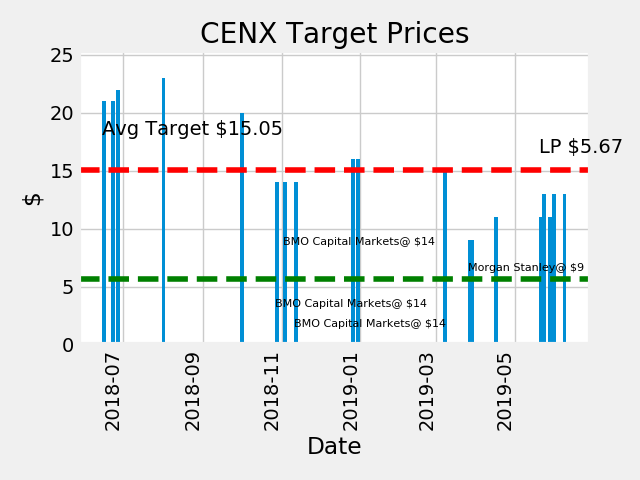 CENX Target Prices
25
20
Avg Target $15.05
LP $5.67
15
$
10
BMO Capital Markets@ $14
Morgan Stanley@ $9
5
BMO Capital Markets@ $14
BMO Capital Markets@ $14
0
2018-07
2018-09
2018-11
2019-01
2019-03
2019-05
Date